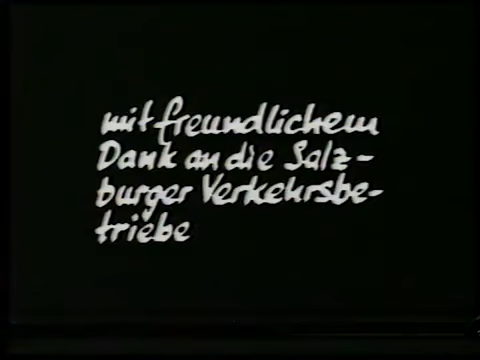 mit freundlichem
Dank an die Salz-
burger Verkehrsbe-
triebe